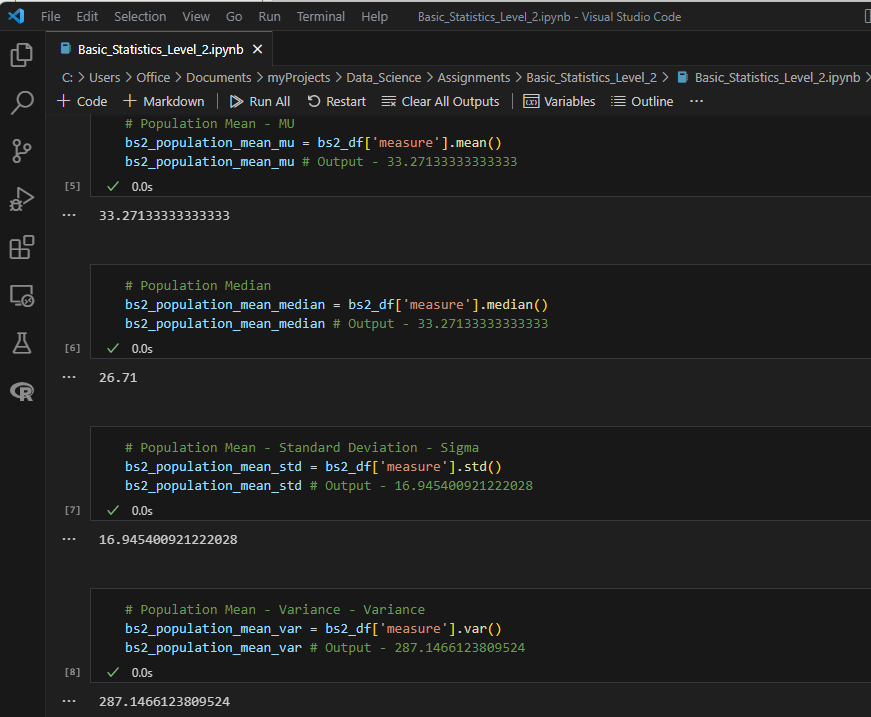 File Edit Selection View Go Run Terminal Help Basic_Statistics_Level_2.ipynb - Visual Studio Code
Basic_Statistics_Level_2.ipynb
C: > Users > Office > Documents > myProjects > Data_Science > Assignments > Basic_Statistics_Level_2 > Basic_Statistics_Level_2.ipynb >
+ Code + Markdown | Run All Restart Clear All Outputs | Variables Outline ...
# Population Mean - MU
bs2_population_mean_mu = bs2_df['measure'].mean()
bs2_population_mean_mu # Output - 33.27133333333333
[5] 0.0s
... 33.27133333333333
# Population Median
bs2_population_mean_median = bs2_df['measure'].median()
bs2_population_mean_median # Output - 33.27133333333333
[6] 0.0s
... 26.71
# Population Mean - Standard Deviation - Sigma
bs2_population_mean_std = bs2_df['measure'].std()
bs2_population_mean_std # Output - 16.945400921222028
[7] 0.0s
... 16.945400921222028
# Population Mean - Variance - Variance
bs2_population_mean_var = bs2_df['measure'].var()
bs2_population_mean_var # Output - 287.1466123809524
[8] 0.0s
... 287.1466123809524